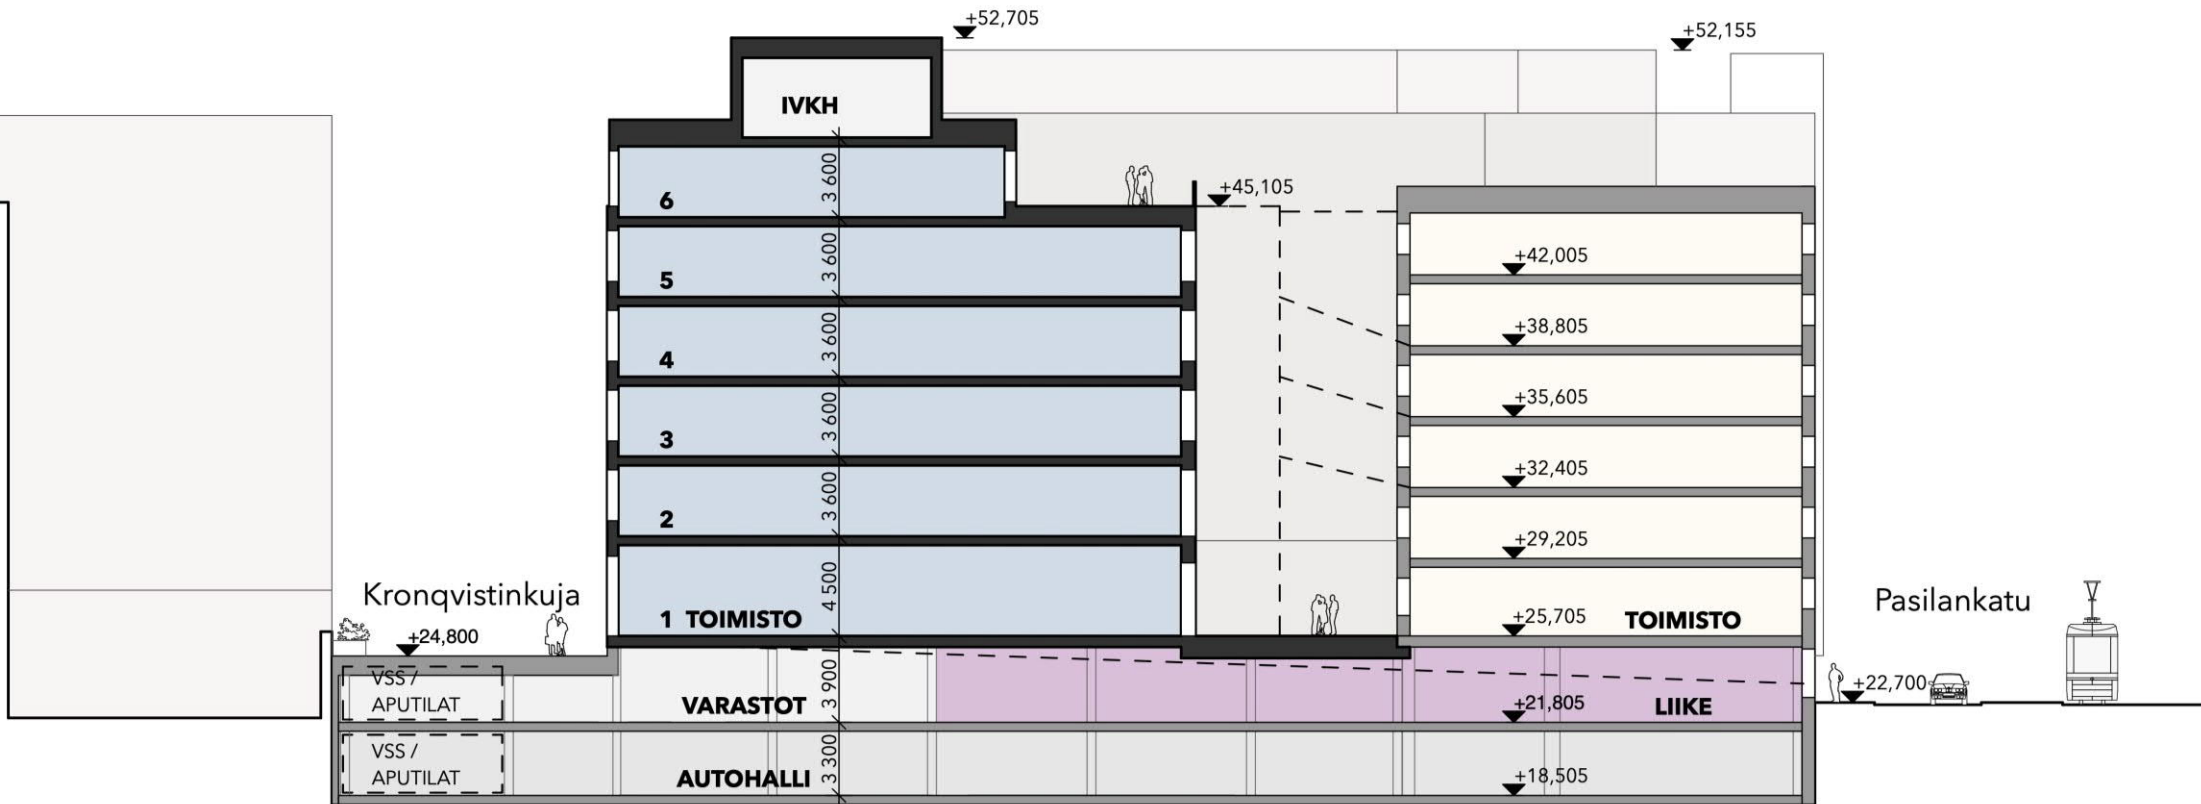 +52,705
+52,155
IVKH
3 600
6
+45,105
3 600
5
+42,005
3 600
4
+38,805
3 600
3
+35,605
+32,405
3 600
2
+29,205
4 500
Kronqvistinkuja
Pasilankatu
1 TOIMISTO
+25,705
TOIMISTO
+24,800
VSS /
APUTILAT
3 900
VARASTOT
+21,805
LIIKE
+22,700
VSS /
APUTILAT
3 300
AUTOHALLI
+18,505